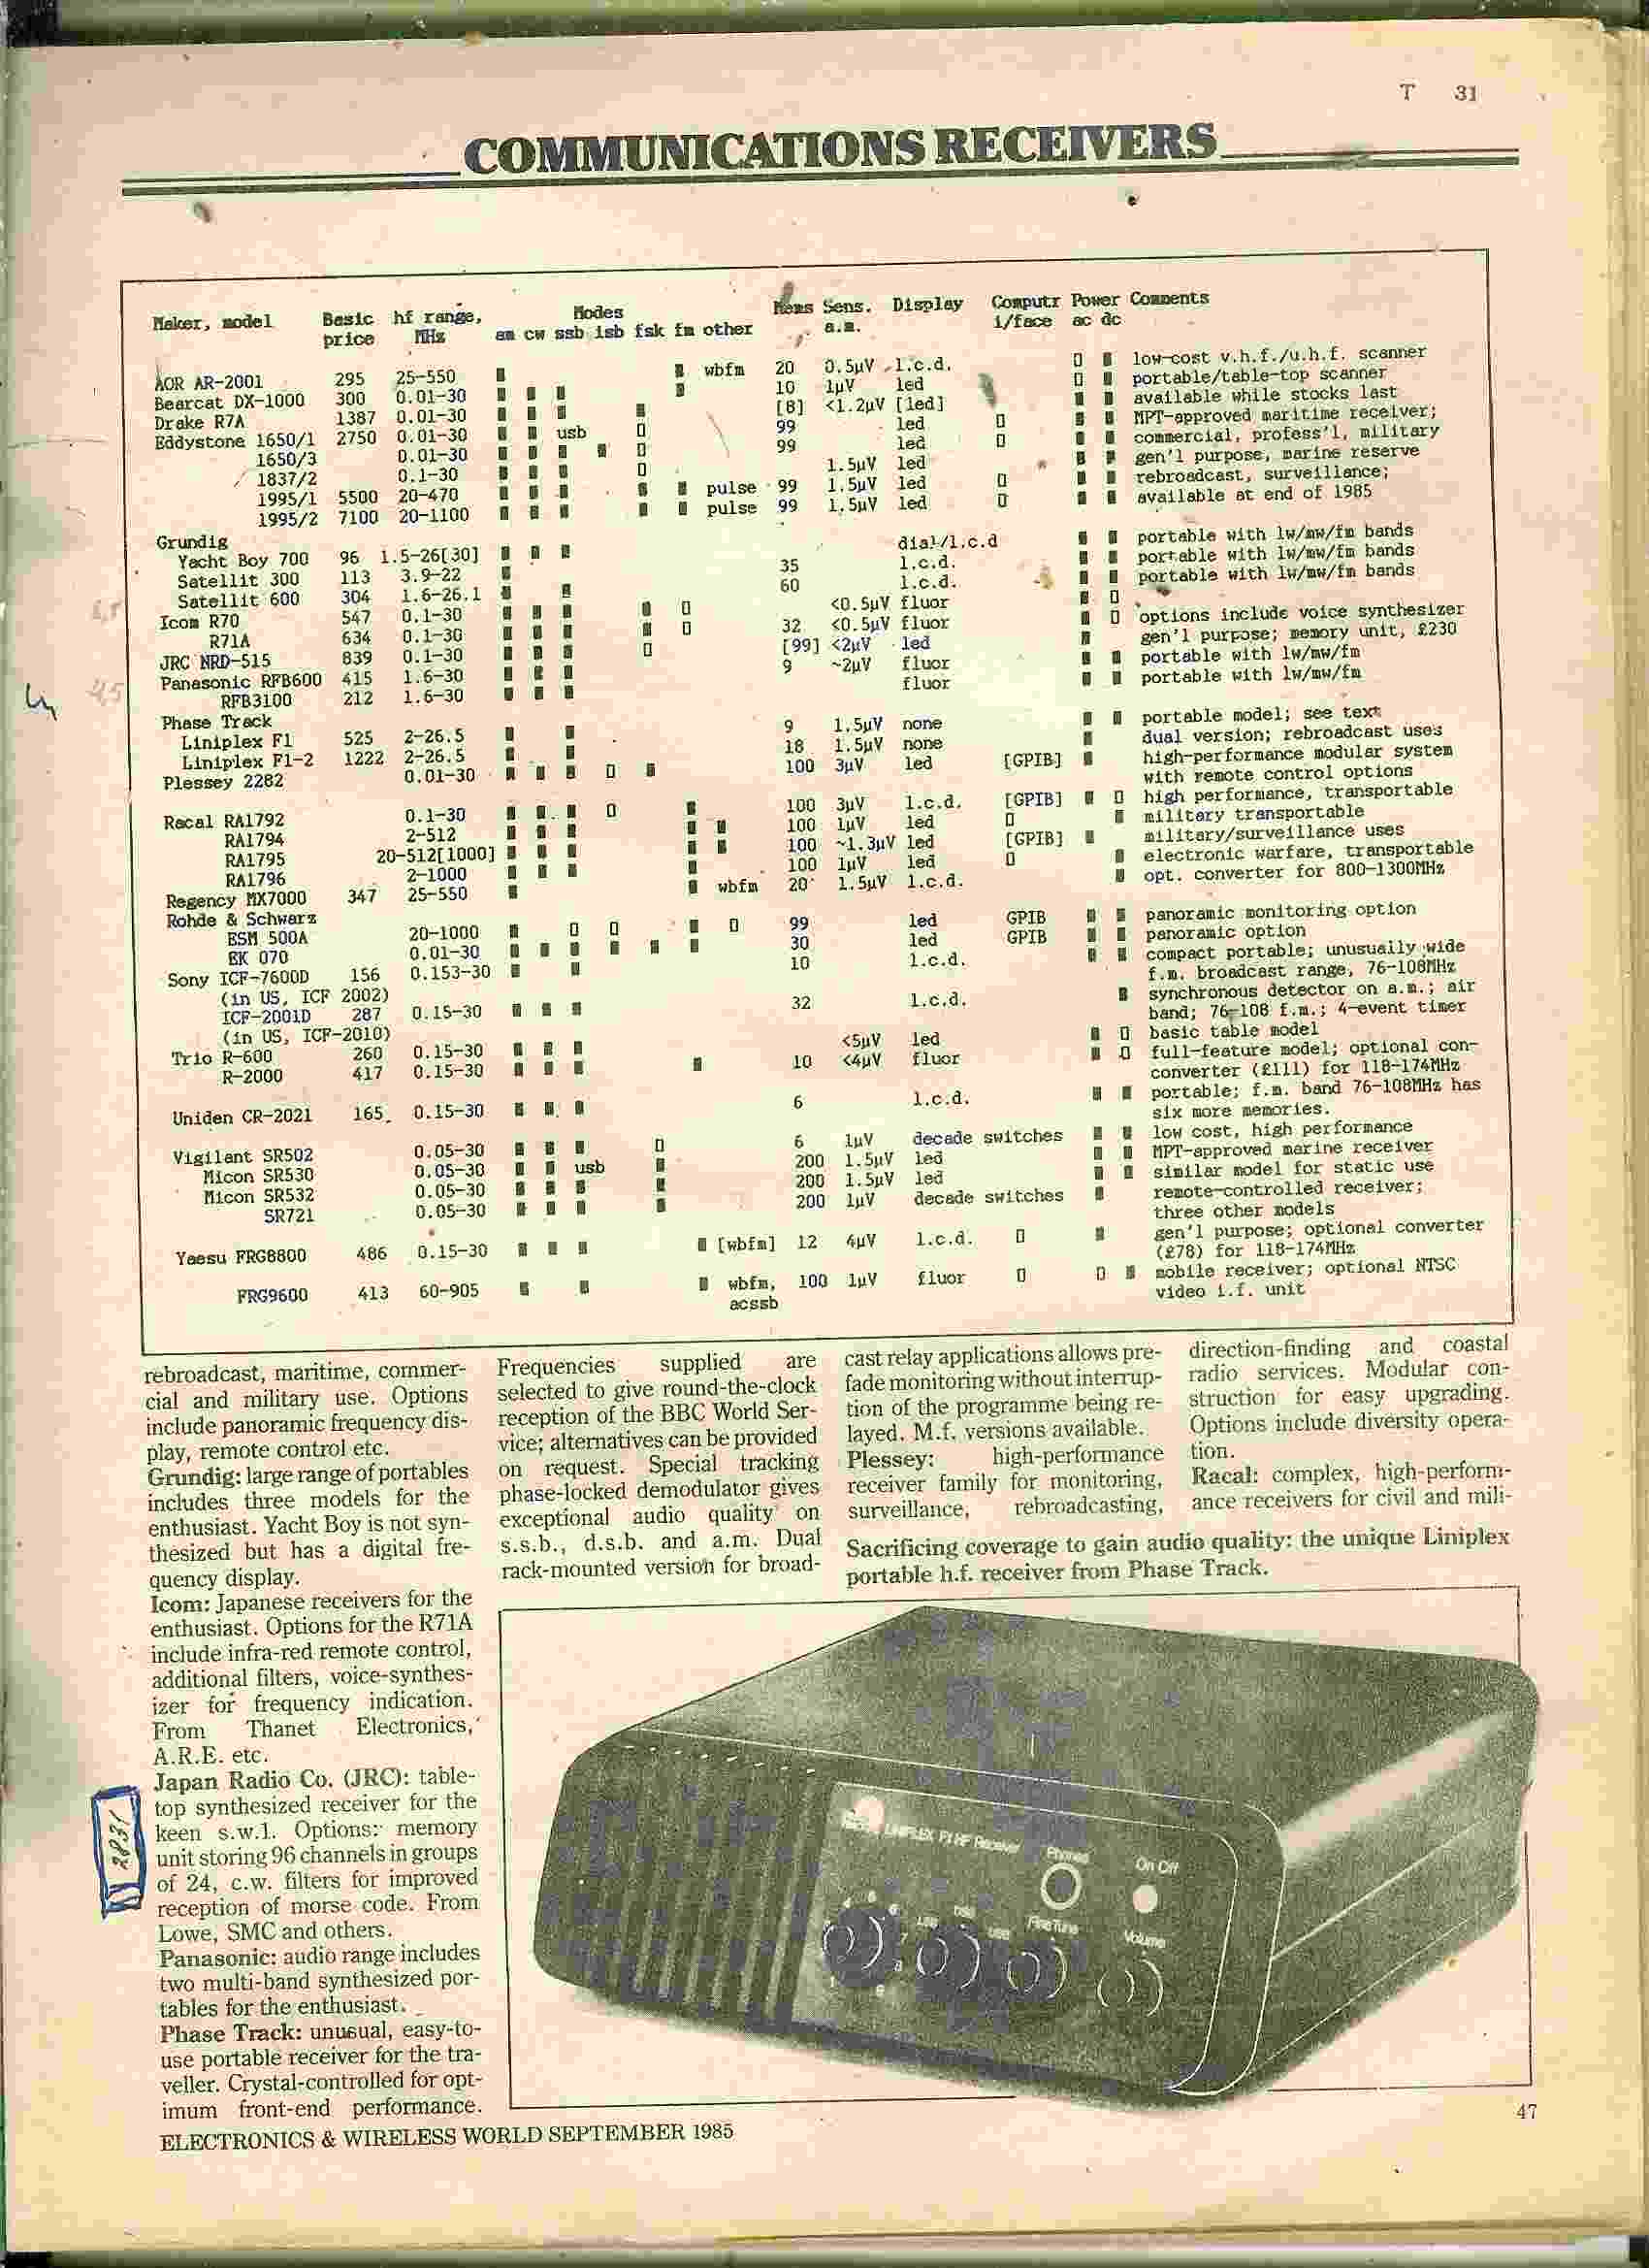 T 31
COMMUNICATIONS RECEIVERS
Maker, model Basic price hf range, MHz Modes am cw ssb isb fsk fm other Mems Sens. a.m. Display Computr i/face Power ac dc Comments
AOR AR-2001 295 25-550 wbfm 20 0.5µV l.c.d. low-cost v.h.f./u.h.f. scanner
Bearcat DX-1000 300 0.01-30 10 1µV led portable/table-top scanner
Drake R7A 1387 0.01-30 [8] <1.2µV [led] available while stocks last
Eddystone 1650/1 2750 0.01-30 usb 99 led MPT-approved maritime receiver;
1650/3 0.01-30 99 led commercial, profess'l, military
1837/2 0.1-30 1.5µV led gen'l purpose, marine reserve
1995/1 5500 20-470 pulse 99 1.5µV led rebroadcast, surveillance;
1995/2 7100 20-1100 pulse 99 1.5µV led available at end of 1985
Grundig
Yacht Boy 700 96 1.5-26[30] dial/l.c.d portable with lw/mw/fm bands
Satellit 300 113 3.9-22 35 l.c.d. portable with lw/mw/fm bands
Satellit 600 304 1.6-26.1 60 l.c.d. portable with lw/mw/fm bands
Icom R70 547 0.1-30 <0.5µV fluor
R71A 634 0.1-30 32 <0.5µV fluor options include voice synthesizer
JRC NRD-515 839 0.1-30 [99] <2µV led gen'l purpose; memory unit, £230
Panasonic RFB600 415 1.6-30 9 ~2µV fluor portable with lw/mw/fm
RFB3100 212 1.6-30 fluor portable with lw/mw/fm
Phase Track
Liniplex F1 525 2-26.5 9 1.5µV none portable model; see text
Liniplex F1-2 1222 2-26.5 18 1.5µV none dual version; rebroadcast uses
Plessey 2282 0.01-30 100 3µV led [GPIB] high-performance modular system
with remote control options
Racal RA1792 0.1-30 100 3µV l.c.d. [GPIB] high performance, transportable
RA1794 2-512 100 1µV led military transportable
RA1795 20-512[1000] 100 ~1.3µV led [GPIB] military/surveillance uses
RA1796 2-1000 100 1µV led electronic warfare, transportable
Regency MX7000 347 25-550 wbfm 20 1.5µV l.c.d. opt. converter for 800-1300MHz
Rohde & Schwarz
ESM 500A 20-1000 99 led GPIB panoramic monitoring option
EK 070 0.01-30 30 led GPIB panoramic option
Sony ICF-7600D 156 0.153-30 10 l.c.d. compact portable; unusually wide
(in US, ICF 2002) f.m. broadcast range, 76-108MHz
ICF-2001D 287 0.15-30 32 l.c.d. synchronous detector on a.m.; air
(in US, ICF-2010) band; 76-108 f.m.; 4-event timer
Trio R-600 260 0.15-30 <5µV led basic table model
R-2000 417 0.15-30 10 <4µV fluor full-feature model; optional con-
converter (£111) for 118-174MHz
Uniden CR-2021 165 0.15-30 6 l.c.d. portable; f.m. band 76-108MHz has
six more memories.
Vigilant SR502 0.05-30 6 1µV decade switches low cost, high performance
Micon SR530 0.05-30 usb 200 1.5µV led MPT-approved marine receiver
Micon SR532 0.05-30 200 1.5µV led similar model for static use
SR721 0.05-30 200 1µV decade switches remote-controlled receiver;
three other models
Yaesu FRG8800 486 0.15-30 [wbfm] 12 4µV l.c.d. gen'l purpose; optional converter
(£78) for 118-174MHz
FRG9600 413 60-905 wbfm, 100 1µV fluor mobile receiver; optional NTSC
acssb video i.f. unit
rebroadcast, maritime, commer-
cial and military use. Options
include panoramic frequency dis-
play, remote control etc.
Grundig: large range of portables
includes three models for the
enthusiast. Yacht Boy is not syn-
thesized but has a digital fre-
quency display.
Icom: Japanese receivers for the
enthusiast. Options for the R71A
include infra-red remote control,
additional filters, voice-synthes-
izer for frequency indication.
From Thanet Electronics,
A.R.E. etc.
Japan Radio Co. (JRC): table-
top synthesized receiver for the
keen s.w.l. Options: memory
unit storing 96 channels in groups
of 24, c.w. filters for improved
reception of morse code. From
Lowe, SMC and others.
Panasonic: audio range includes
two multi-band synthesized por-
tables for the enthusiast.
Phase Track: unusual, easy-to-
use portable receiver for the tra-
veller. Crystal-controlled for opt-
imum front-end performance.
Frequencies supplied are
selected to give round-the-clock
reception of the BBC World Ser-
vice; alternatives can be provided
on request. Special tracking
phase-locked demodulator gives
exceptional audio quality on
s.s.b., d.s.b. and a.m. Dual
rack-mounted version for broad-
cast relay applications allows pre-
fade monitoring without interrup-
tion of the programme being re-
layed. M.f. versions available.
Plessey: high-performance
receiver family for monitoring,
surveillance, rebroadcasting,
direction-finding and coastal
radio services. Modular con-
struction for easy upgrading.
Options include diversity opera-
tion.
Racal: complex, high-perform-
ance receivers for civil and mili-
Sacrificing coverage to gain audio quality: the unique Liniplex
portable h.f. receiver from Phase Track.
LINIPLEX F1 HF Receiver
Phones
On Off
LSB DSB USB
Fine Tune
Volume
2831
47
ELECTRONICS & WIRELESS WORLD SEPTEMBER 1985